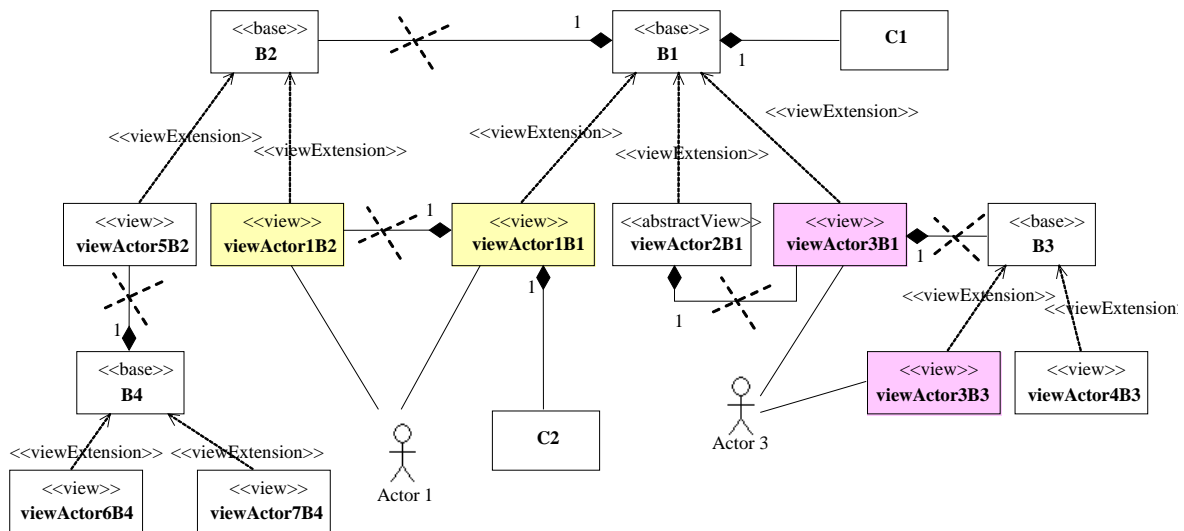 <<base>>
B2
1
<<base>>
B1
1
C1
<<viewExtension>>
<<viewExtension>>
<<viewExtension>>
<<viewExtension>>
<<viewExtension>>
<<view>>
viewActor5B2
<<view>>
viewActor1B2
1
<<view>>
viewActor1B1
<<abstractView>>
viewActor2B1
<<view>>
viewActor3B1
1
<<base>>
B3
1
1
1
<<viewExtension>>
<<viewExtension>
<<base>>
B4
<<view>>
viewActor3B3
<<view>>
viewActor4B3
C2
Actor 3
<<viewExtension>>
<<viewExtension>>
<<view>>
viewActor6B4
<<view>>
viewActor7B4
Actor 1